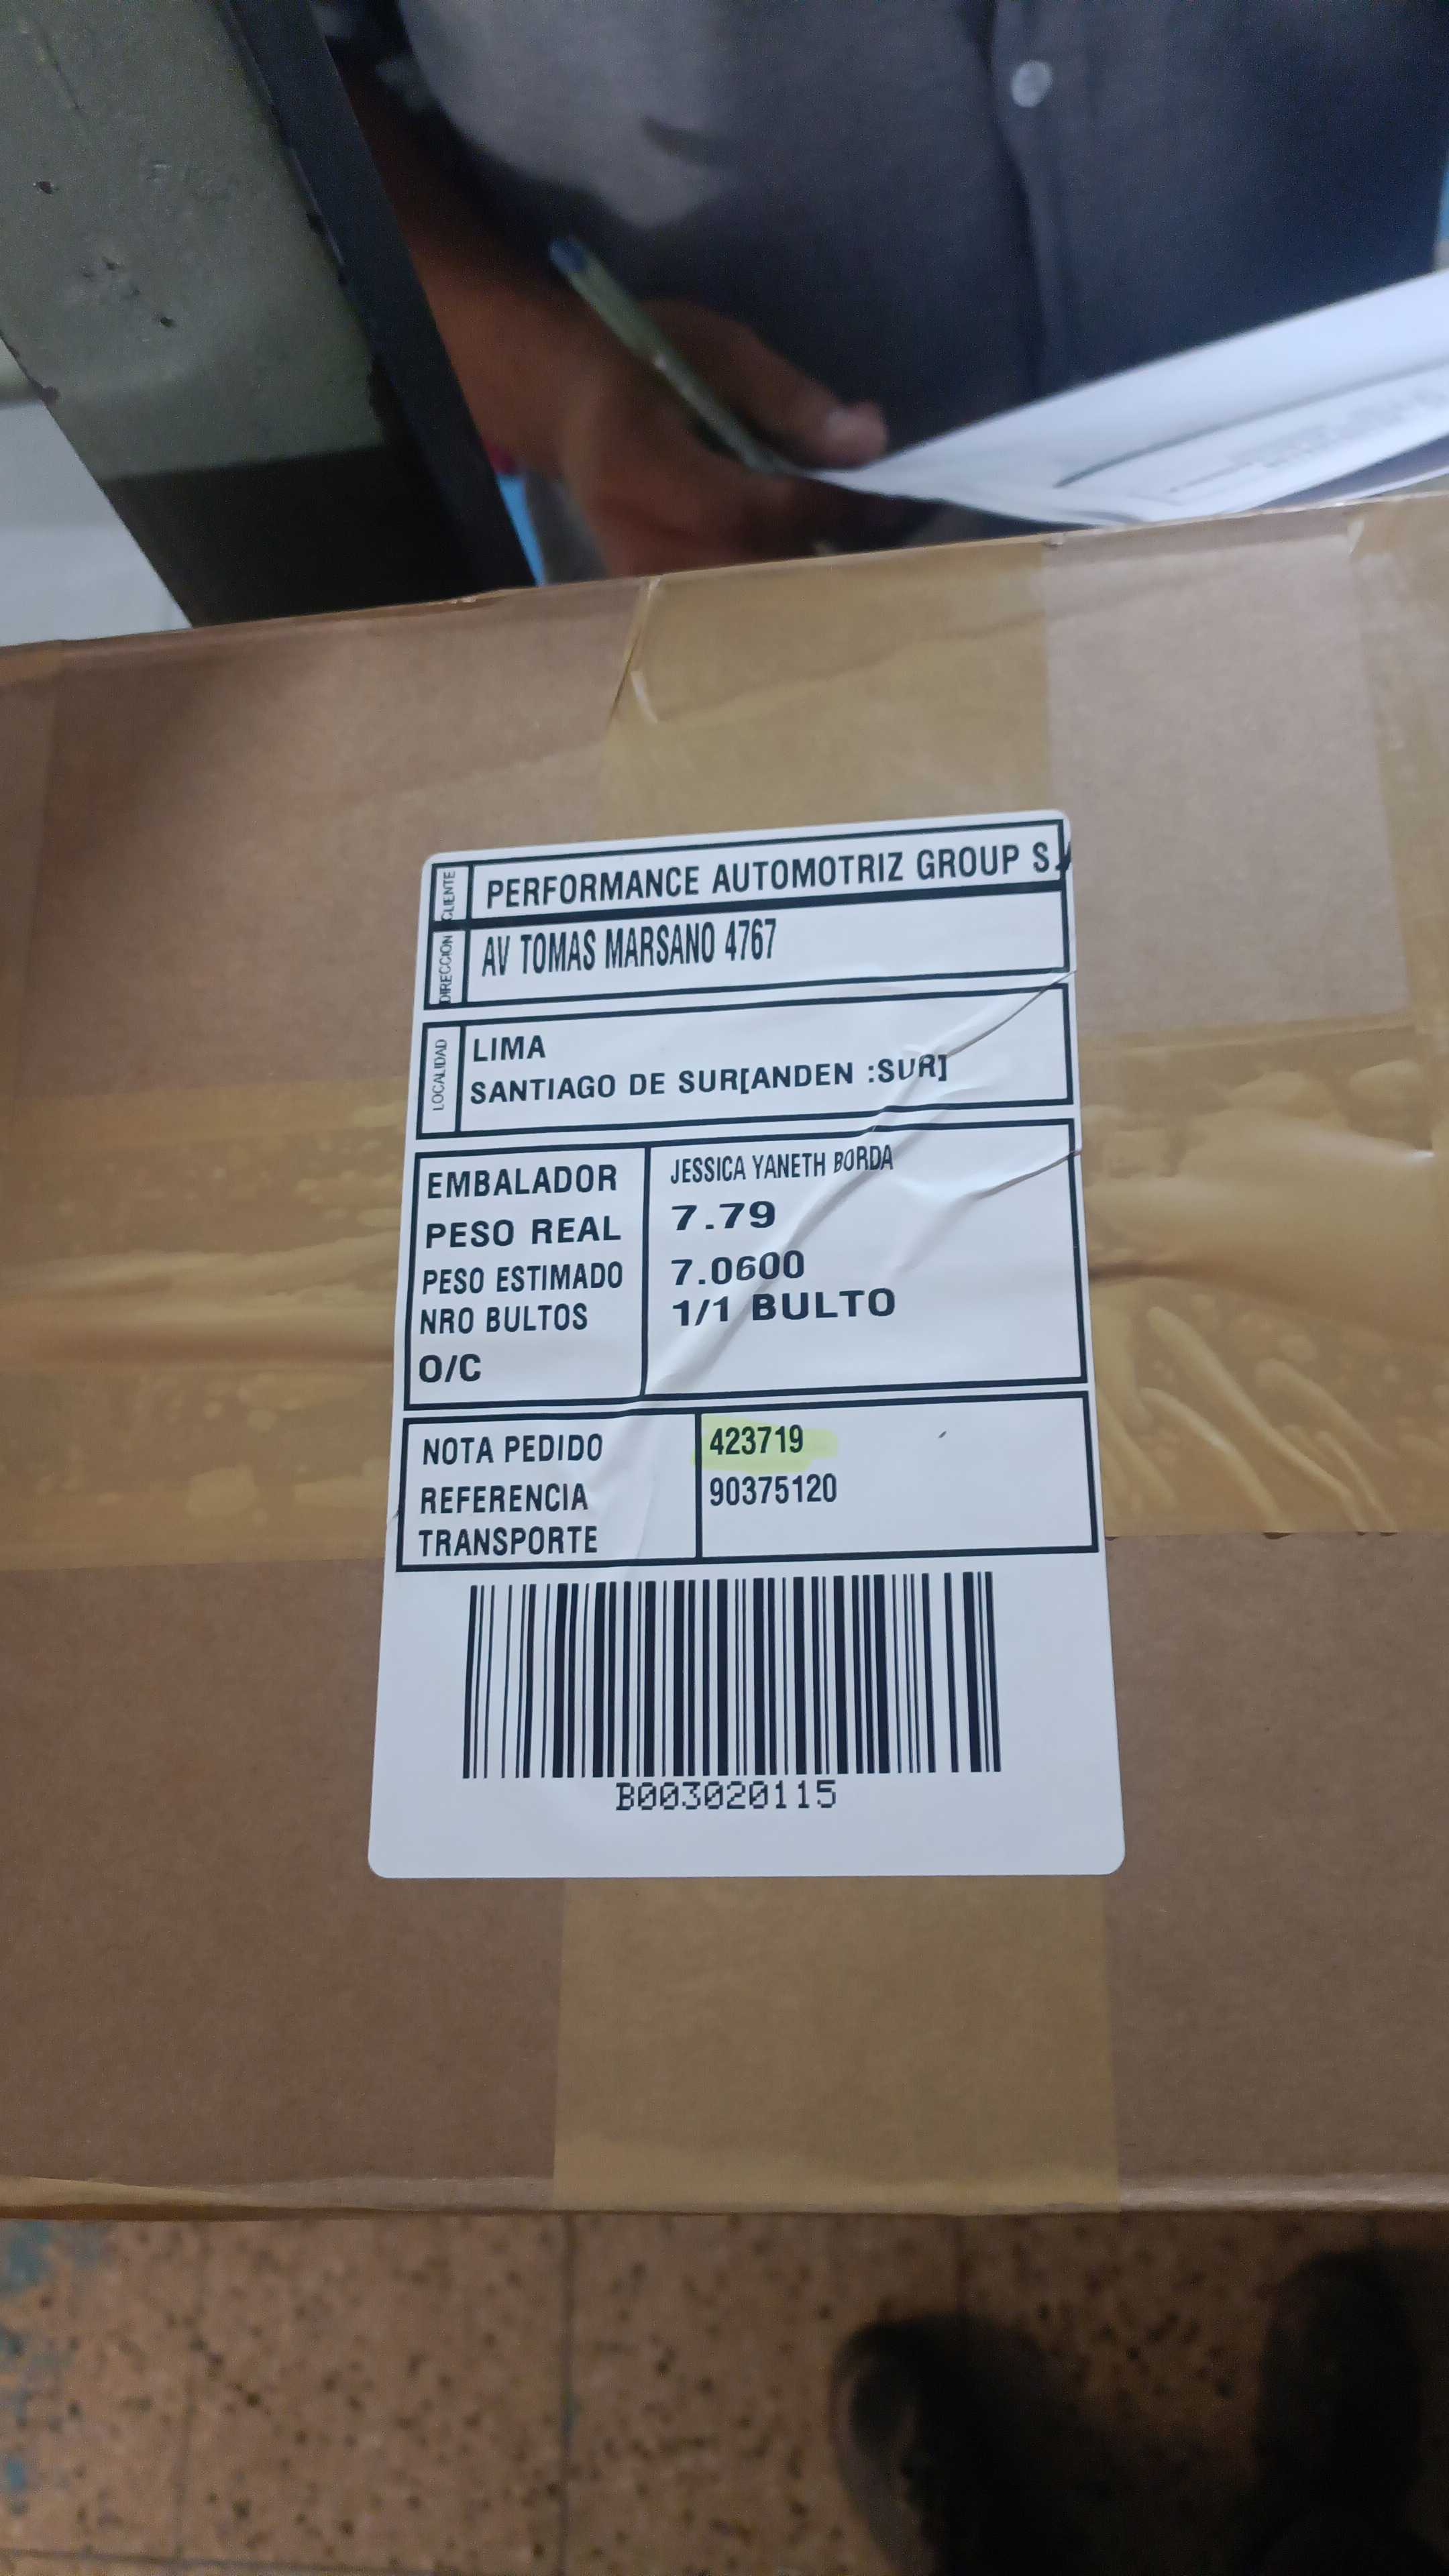 CLIENTE PERFORMANCE AUTOMOTRIZ GROUP S.
DIRECCION AV TOMAS MARSANO 4767
LOCALIDAD LIMA
SANTIAGO DE SUR[ANDEN :SUR]
EMBALADOR JESSICA YANETH BORDA
PESO REAL 7.79
PESO ESTIMADO 7.0600
NRO BULTOS 1/1 BULTO
O/C
NOTA PEDIDO 423719
REFERENCIA 90375120
TRANSPORTE
B003020115